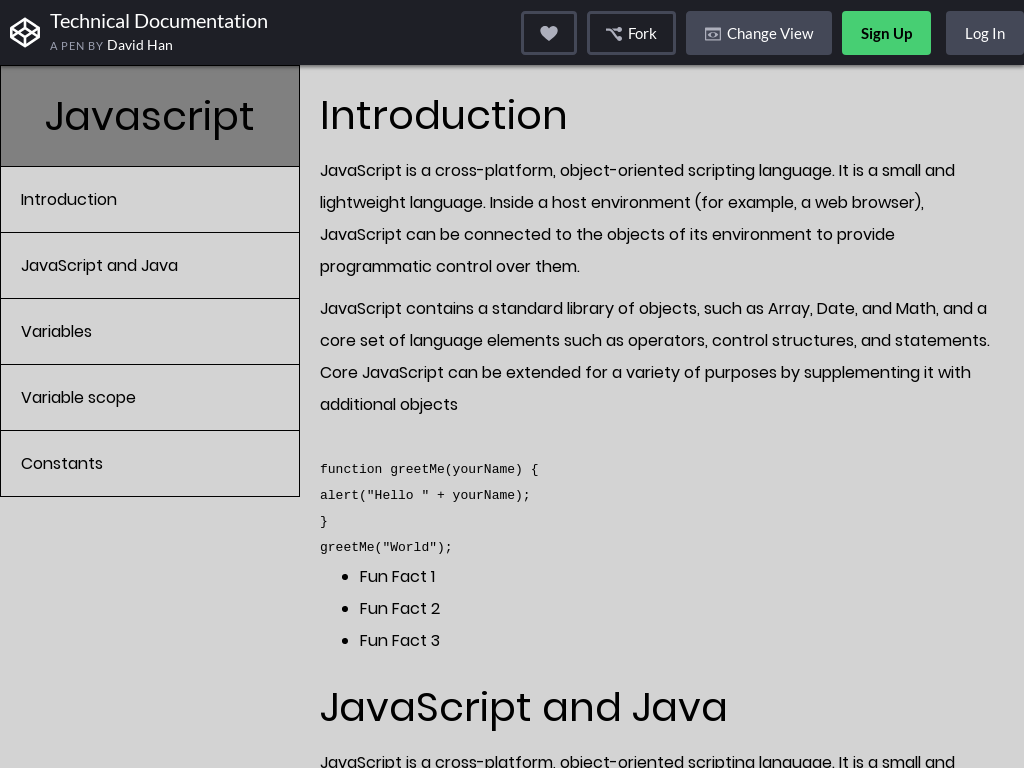 Technical Documentation
A PEN BY David Han
Fork
Change View
Sign Up
Log In
Javascript
Introduction
JavaScript and Java
Variables
Variable scope
Constants
Introduction
JavaScript is a cross-platform, object-oriented scripting language. It is a small and
lightweight language. Inside a host environment (for example, a web browser),
JavaScript can be connected to the objects of its environment to provide
programmatic control over them.
JavaScript contains a standard library of objects, such as Array, Date, and Math, and a
core set of language elements such as operators, control structures, and statements.
Core JavaScript can be extended for a variety of purposes by supplementing it with
additional objects
function greetMe(yourName) {
alert("Hello " + yourName);
}
greetMe("World");
Fun Fact 1
Fun Fact 2
Fun Fact 3
JavaScript and Java
JavaScript is a cross-platform, object-oriented scripting language. It is a small and